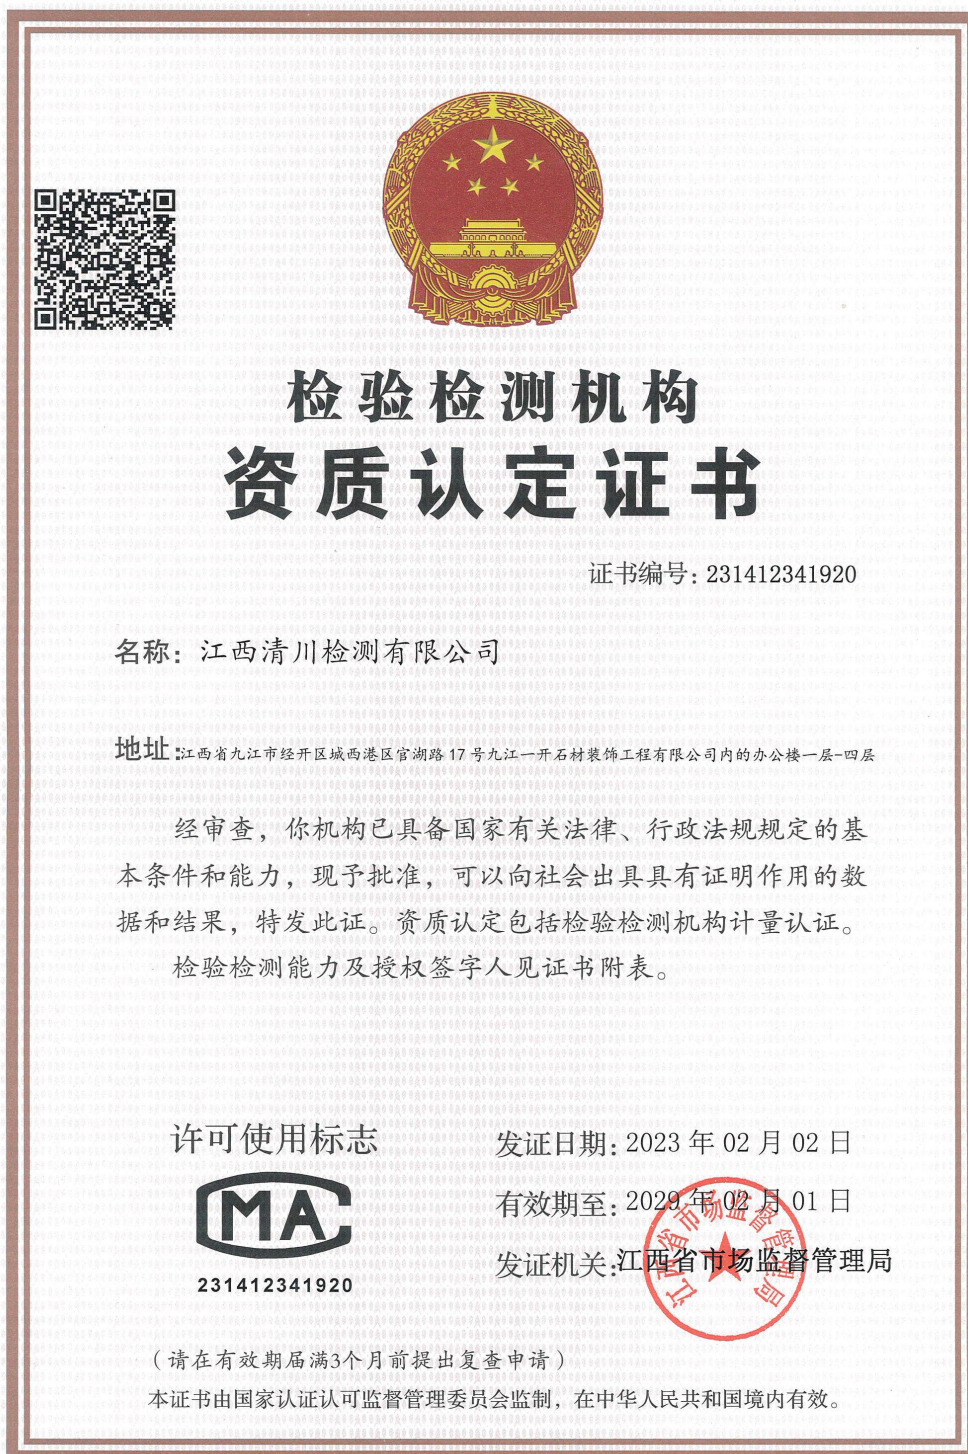 检验检测机构
资质认定证书
证书编号：231412341920
名称：江西清川检测有限公司
地址：江西省九江市经开区城西港区官湖路17号九江一开石材装饰工程有限公司内的办公楼一层-四层
经审查，你机构已具备国家有关法律、行政法规规定的基
本条件和能力，现予批准，可以向社会出具具有证明作用的数
据和结果，特发此证。资质认定包括检验检测机构计量认证。
检验检测能力及授权签字人见证书附表。
许可使用标志
MA
231412341920
发证日期：2023年02月02日
有效期至：2029年02月01日
发证机关：江西省市场监督管理局
江西省市场监督管理局
（请在有效期届满3个月前提出复查申请）
本证书由国家认证认可监督管理委员会监制，在中华人民共和国境内有效。